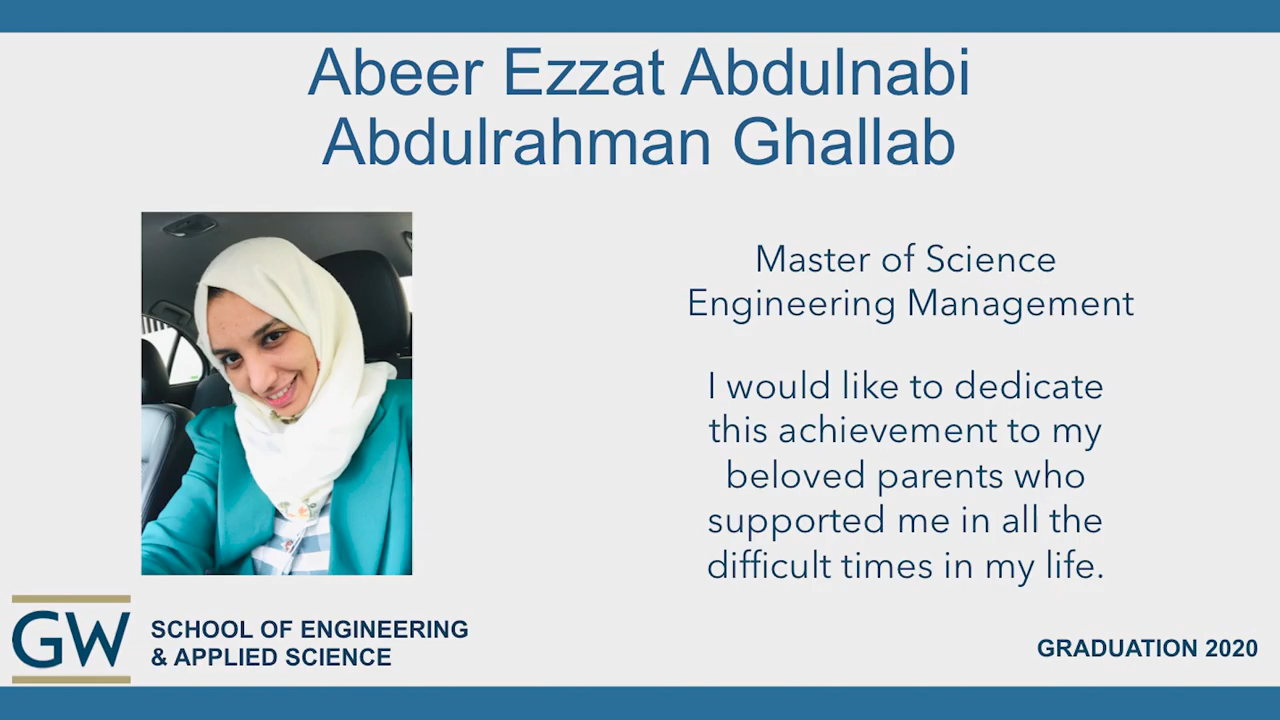 Abeer Ezzat Abdulnabi
Abdulrahman Ghallab
Master of Science
Engineering Management
I would like to dedicate
this achievement to my
beloved parents who
supported me in all the
difficult times in my life.
GW
SCHOOL OF ENGINEERING
& APPLIED SCIENCE
GRADUATION 2020